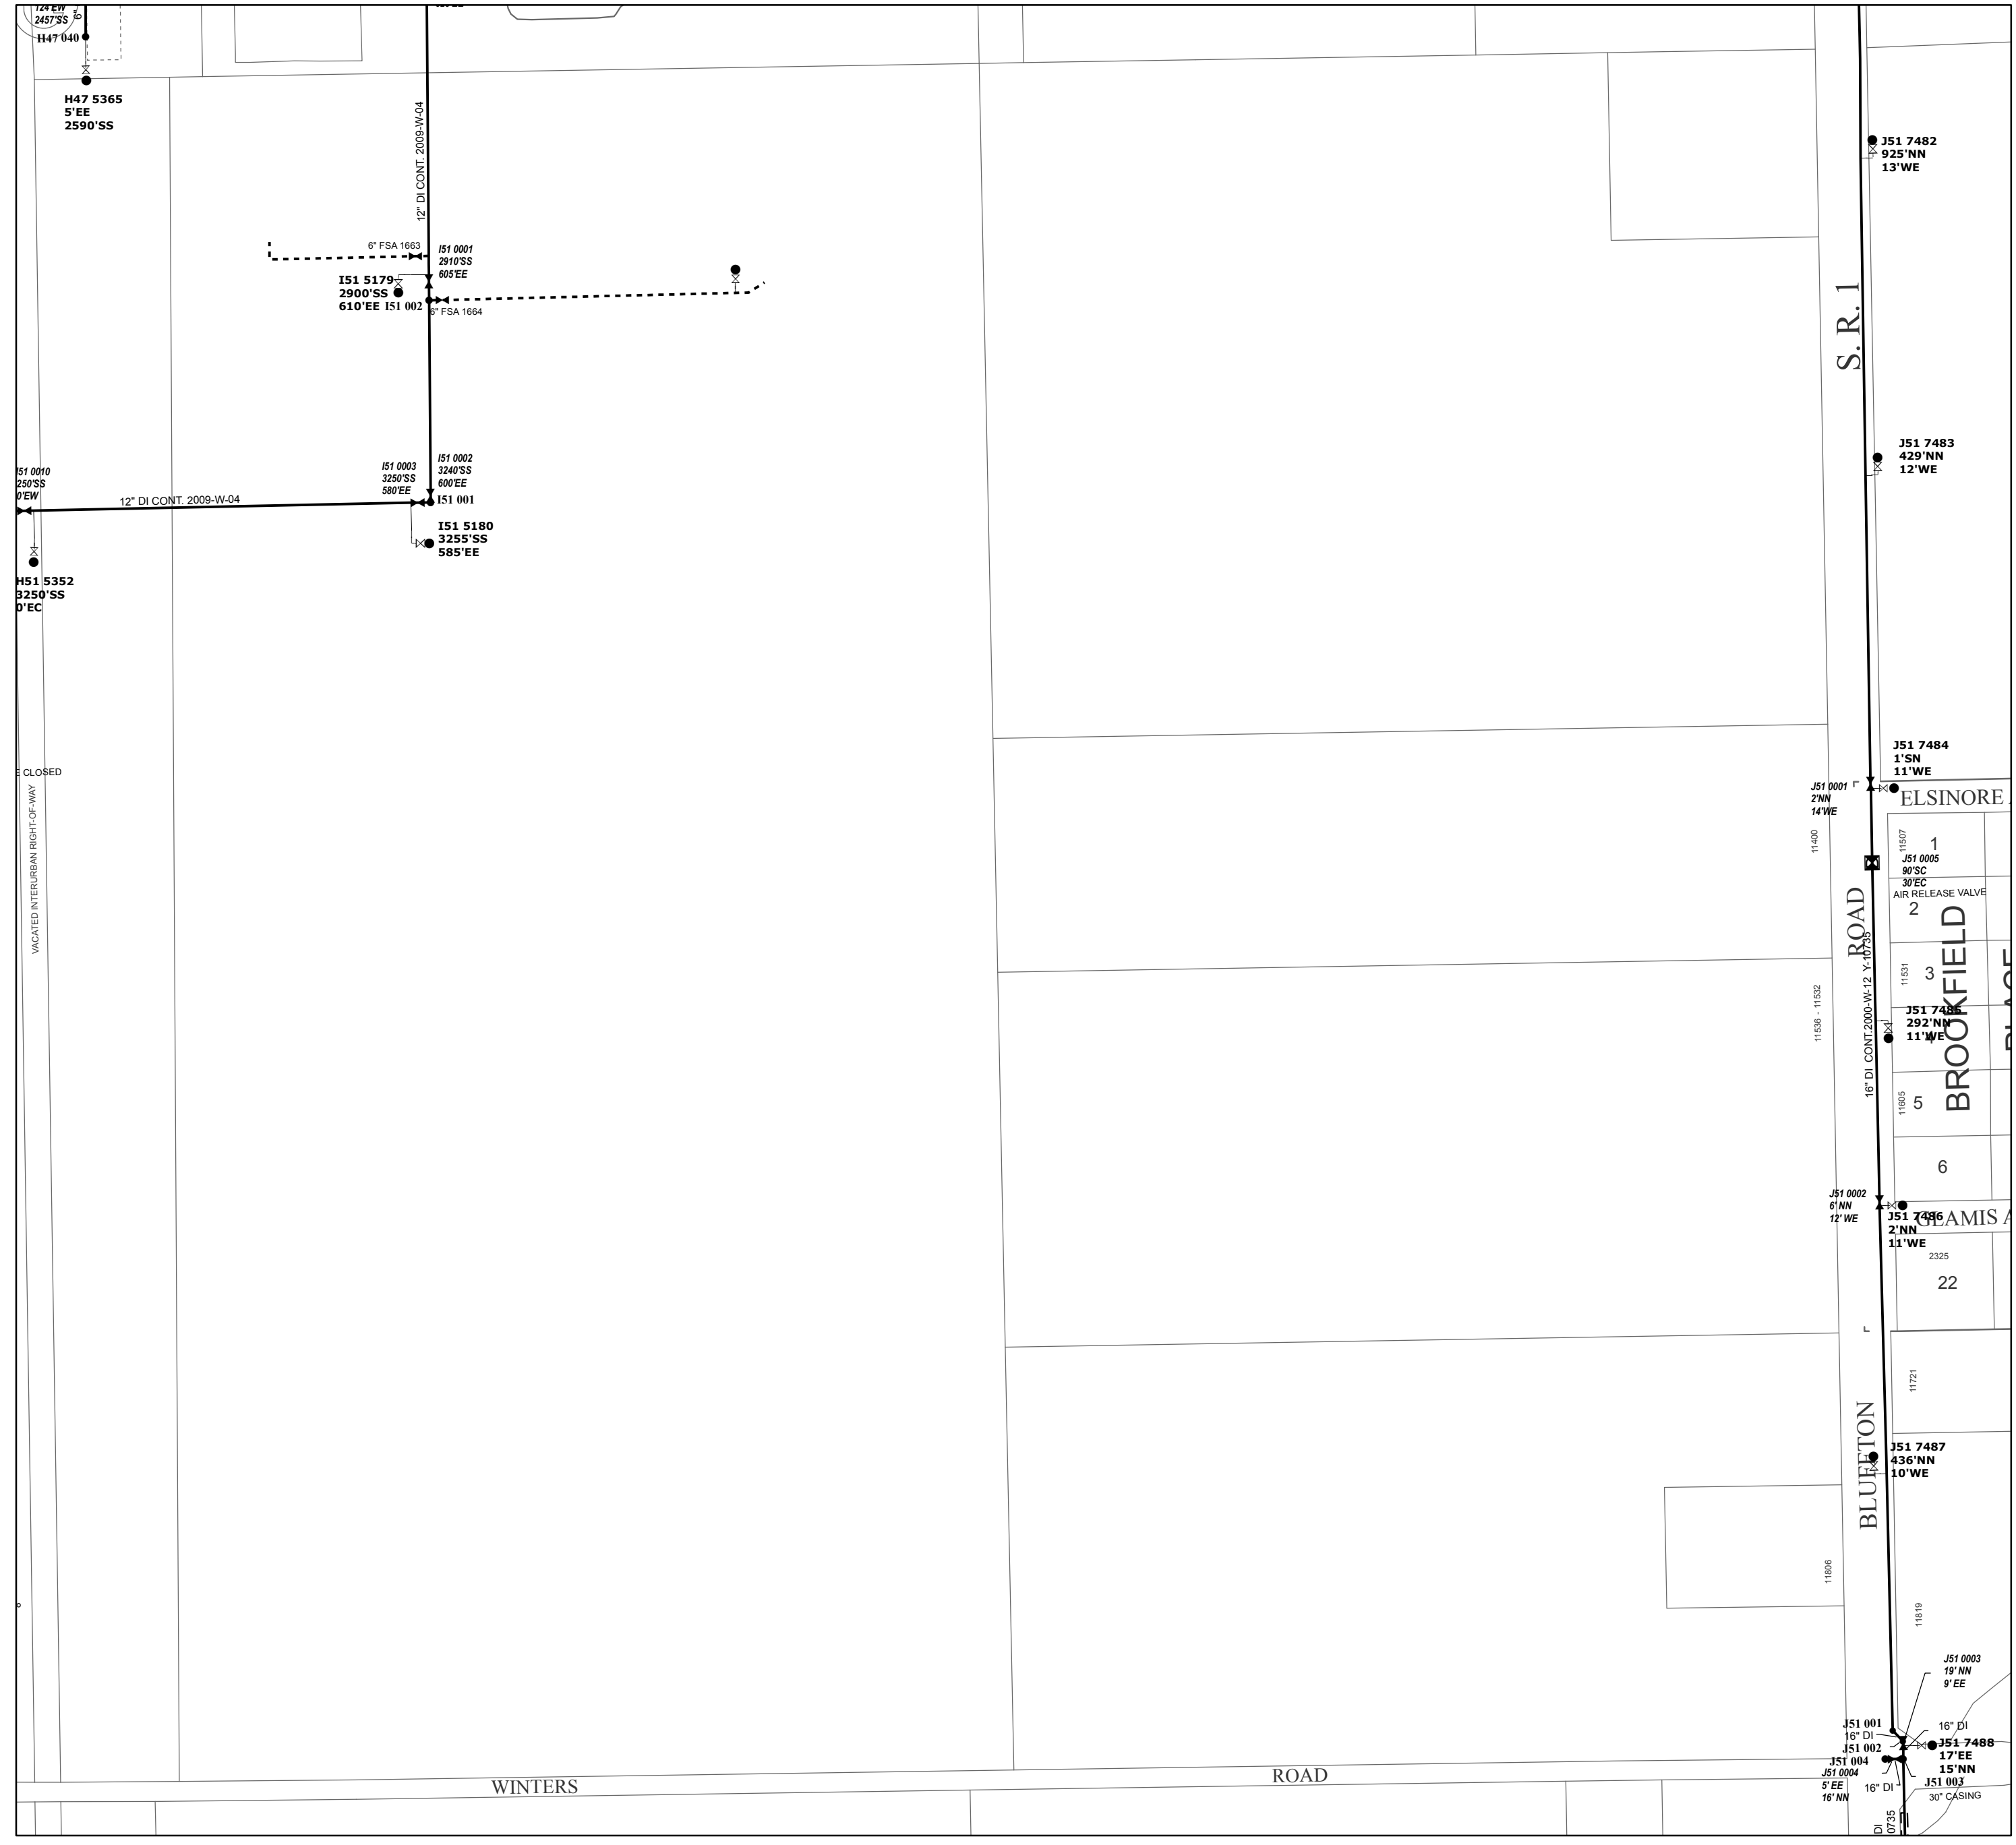 124'EW
2457'SS
6"
H47 040
H47 5365
5'EE
2590'SS
12" DI CONT. 2009-W-04
6" FSA 1663
I51 0001
2910'SS
605'EE
I51 5179
2900'SS
610'EE
I51 002
6" FSA 1664
I51 0010
250'SS
0'EW
12" DI CONT. 2009-W-04
I51 0003
3250'SS
580'EE
I51 0002
3240'SS
600'EE
I51 001
I51 5180
3255'SS
585'EE
H51 5352
3250'SS
0'EC
E CLOSED
VACATED INTERURBAN RIGHT-OF-WAY
J51 7482
925'NN
13'WE
S. R. 1
J51 7483
429'NN
12'WE
J51 7484
1'SN
11'WE
J51 0001
2'NN
14'WE
ELSINORE
11400
11507
1
J51 0005
90'SC
30'EC
AIR RELEASE VALVE
2
ROAD
BROOKFIELD
PLACE
16" DI CONT.2000-W-12 Y-10735
11531
3
11536 - 11532
J51 7485
292'NN
11'WE
4
11605
5
6
J51 0002
6' NN
12' WE
J51 7486
2'NN
11'WE
GLAMIS A
2325
22
11721
BLUFFTON
J51 7487
436'NN
10'WE
11806
11819
J51 0003
19' NN
9' EE
J51 001
16" DI
16" DI
J51 002
J51 7488
17'EE
15'NN
J51 004
J51 0004
5' EE
16' NN
16" DI
J51 003
30" CASING
DI
0735
WINTERS
ROAD